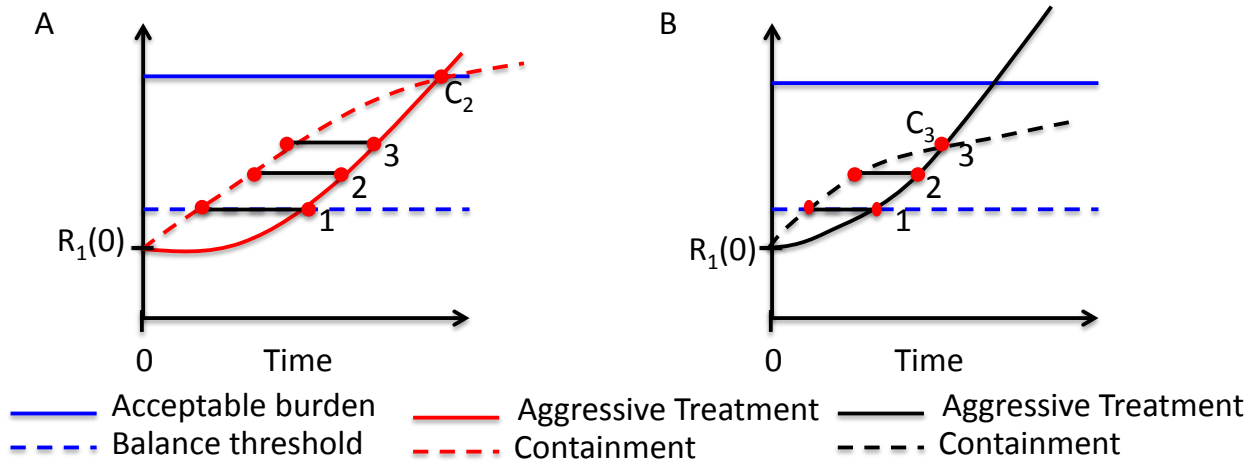 A
C₂
3
2
1
R₁(0)
0 Time
B
C₃
3
2
1
R₁(0)
0 Time
Acceptable burden
Balance threshold
Aggressive Treatment
Containment
Aggressive Treatment
Containment